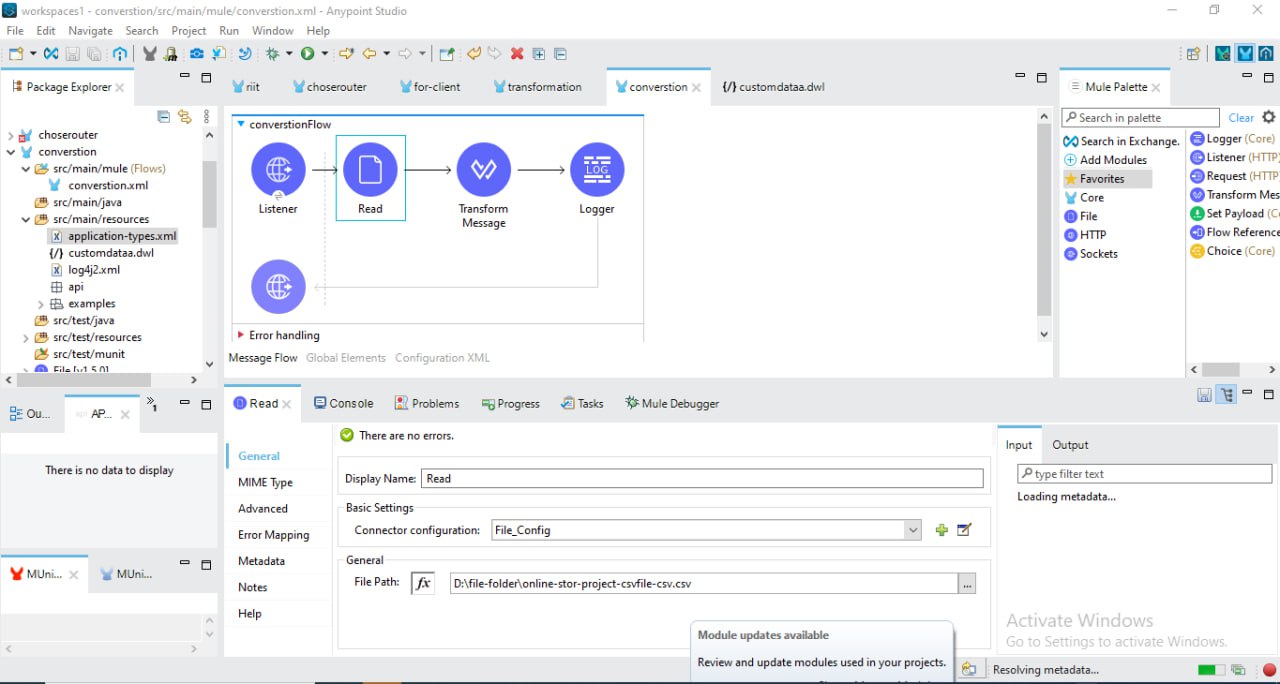 workspaces1 - converstion/src/main/mule/converstion.xml - Anypoint Studio
File Edit Navigate Search Project Run Window Help
Package Explorer
riit
choserouter
for-client
transformation
converstion
{/} customdataa.dwl
Mule Palette
choserouter
converstion
src/main/mule (Flows)
converstion.xml
src/main/java
src/main/resources
application-types.xml
{/} customdataa.dwl
log4j2.xml
api
examples
src/test/java
src/test/resources
src/test/munit
File [v1.5.0]
converstionFlow
Listener
Read
Transform
Message
LOG
Logger
Error handling
Message Flow Global Elements Configuration XML
Search in palette
Clear
Search in Exchange.
Add Modules
Favorites
Core
File
HTTP
Sockets
Logger (Core)
Listener (HTTP)
Request (HTTP
Transform Mes
Set Payload (Co
Flow Reference
Choice (Core)
Ou...
AP...
1
There is no data to display
MUni...
MUni...
Read
Console
Problems
Progress
Tasks
Mule Debugger
There are no errors.
General
MIME Type
Advanced
Error Mapping
Metadata
Notes
Help
Display Name: Read
Basic Settings
Connector configuration: File_Config
General
File Path: fx D:\file-folder\online-stor-project-csvfile-csv.csv ...
Input Output
type filter text
Loading metadata...
Activate Windows
Go to Settings to activate Windows.
Module updates available
Review and update modules used in your projects.
Resolving metadata...